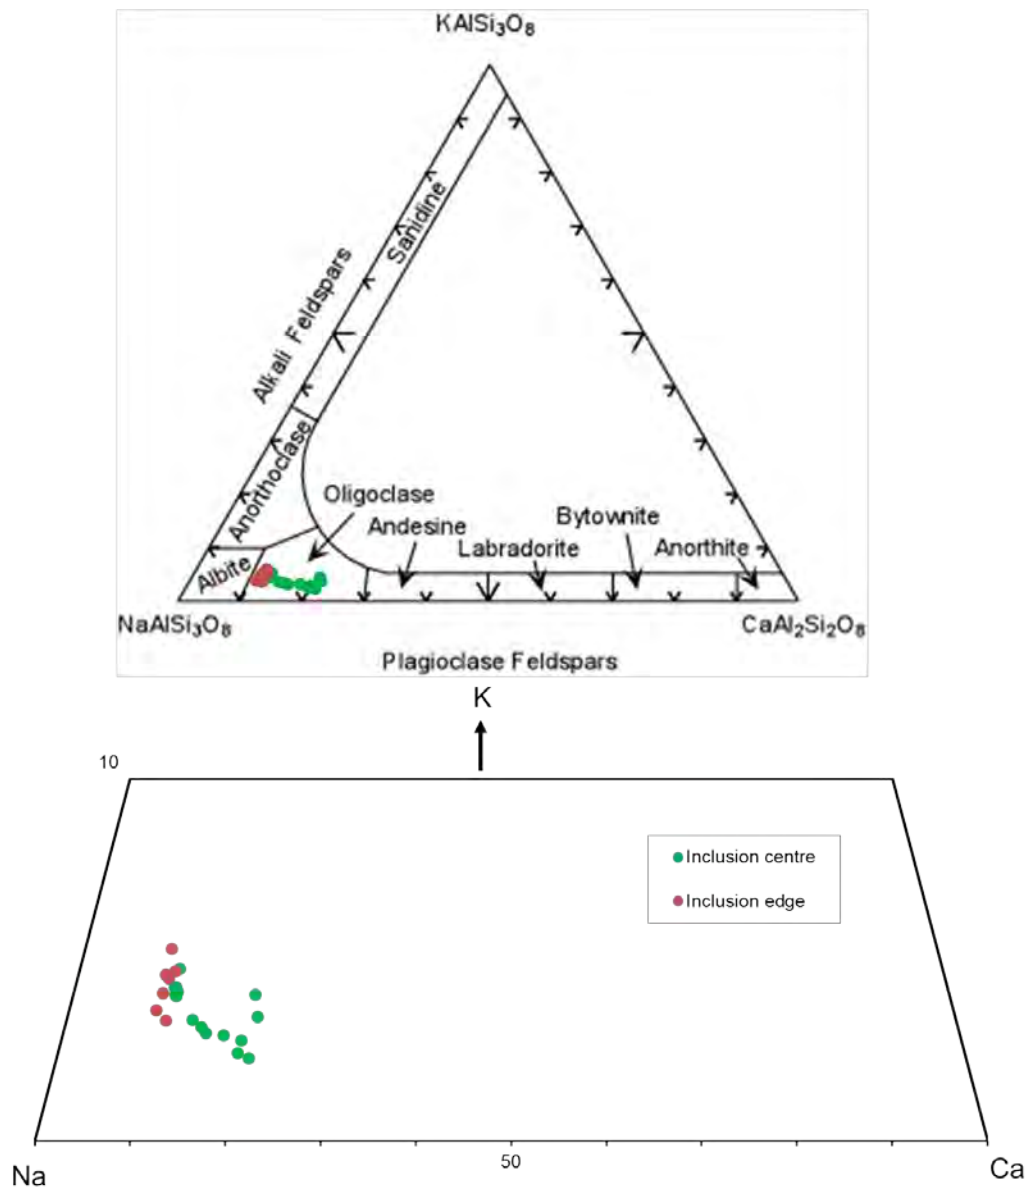 KAlSi₃O₈
Alkali Feldspars
Sanidine
Anorthoclase
Oligoclase
Andesine
Bytownite
Labradorite
Anorthite
Albite
NaAlSi₃O₈
CaAl₂Si₂O₈
Plagioclase Feldspars
K
10
Inclusion centre
Inclusion edge
50
Na
Ca